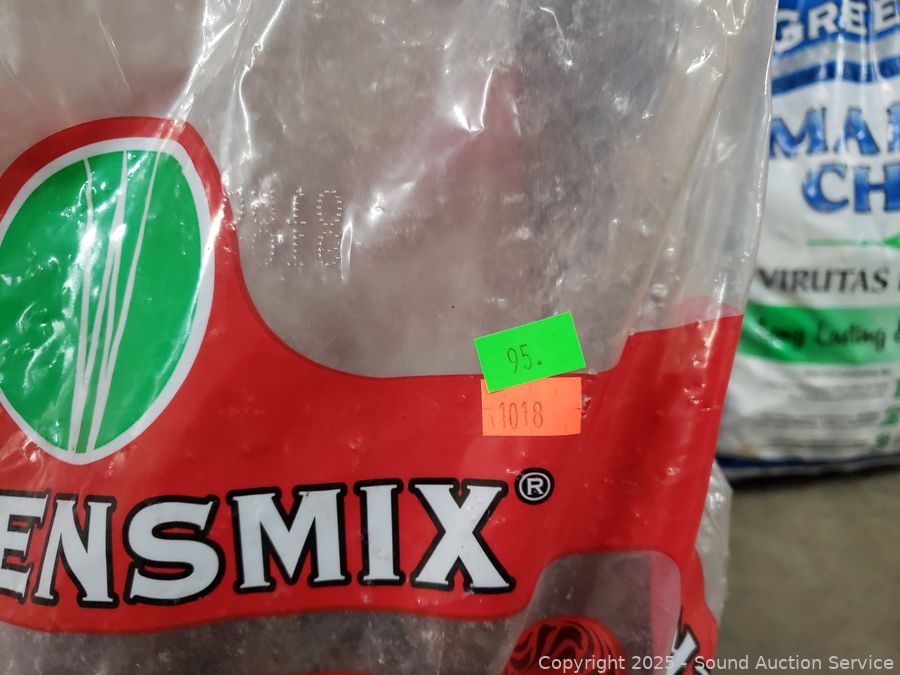 GREE
MA
CH
VIRUTAS
Long Lasting &
95.
1018
ENSMIX®
Copyright 2025 - Sound Auction Service